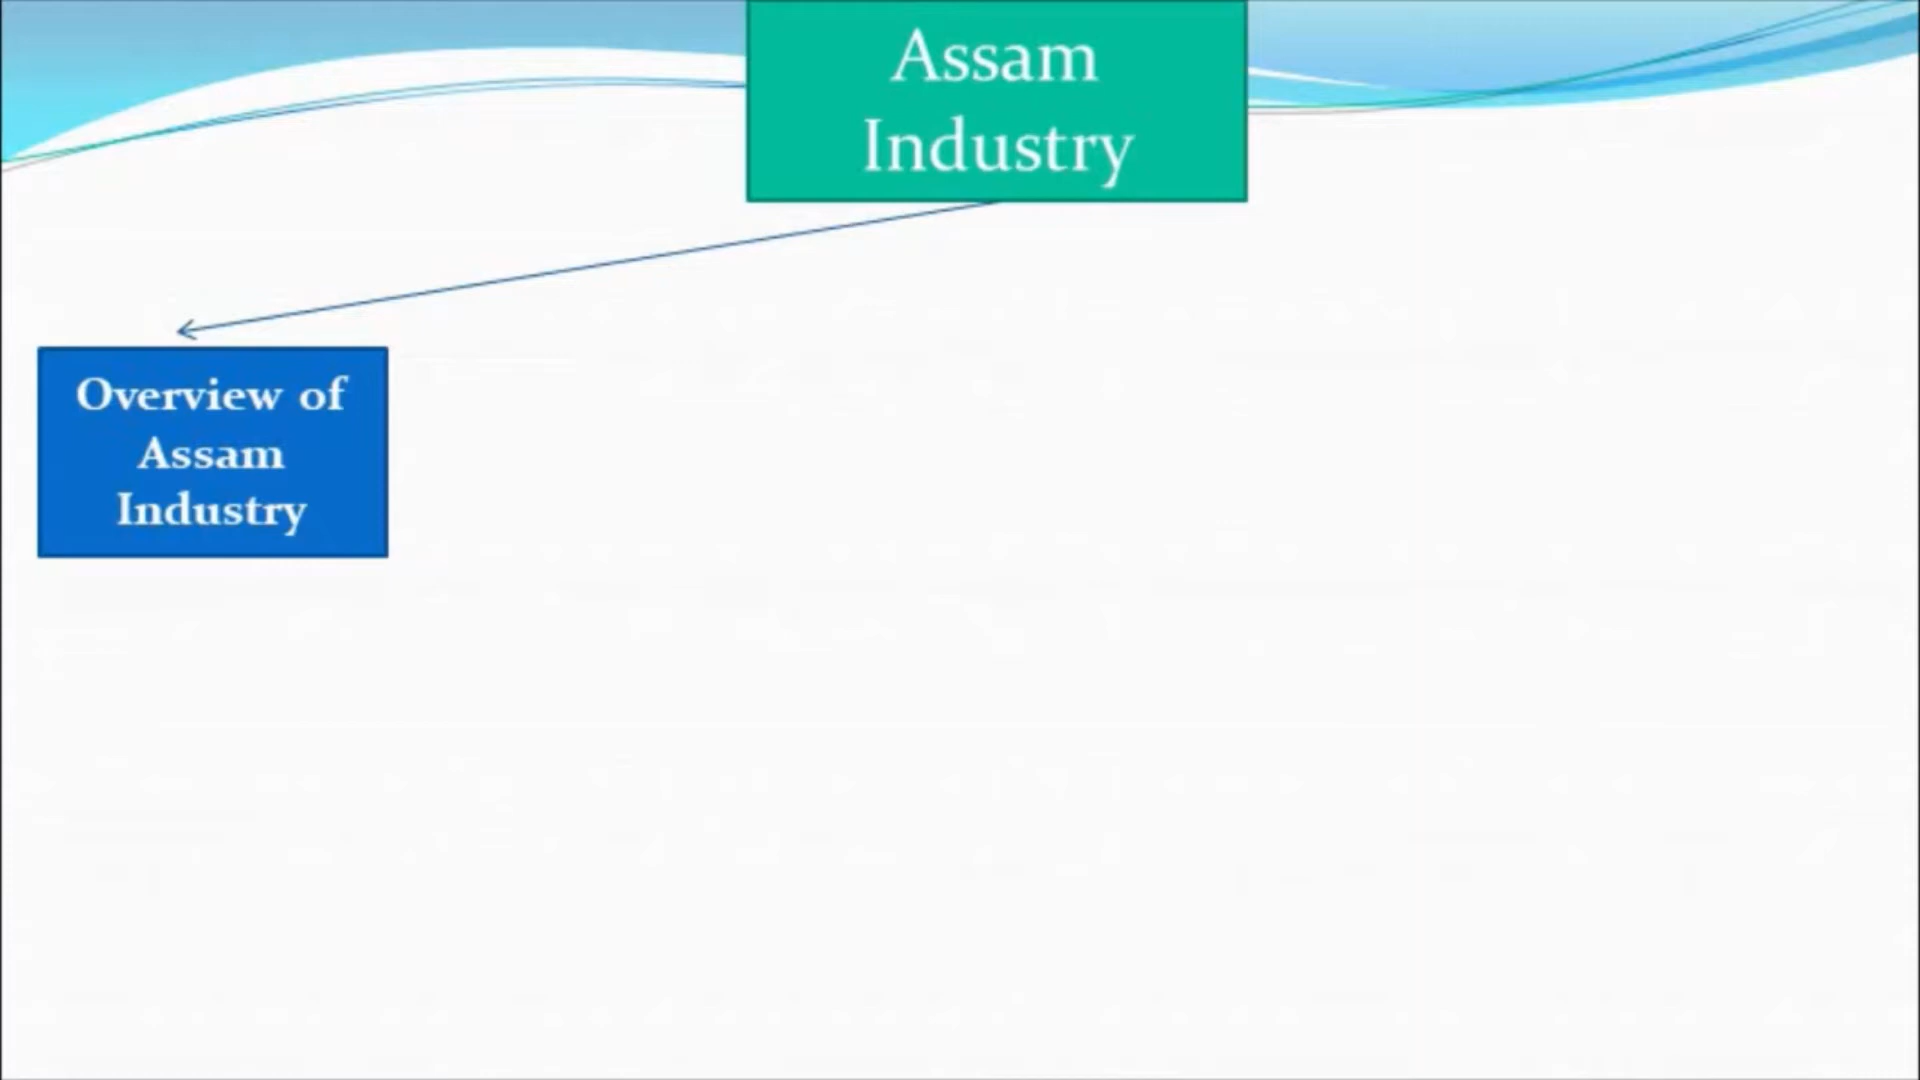 Assam
Industry
Overview of
Assam
Industry